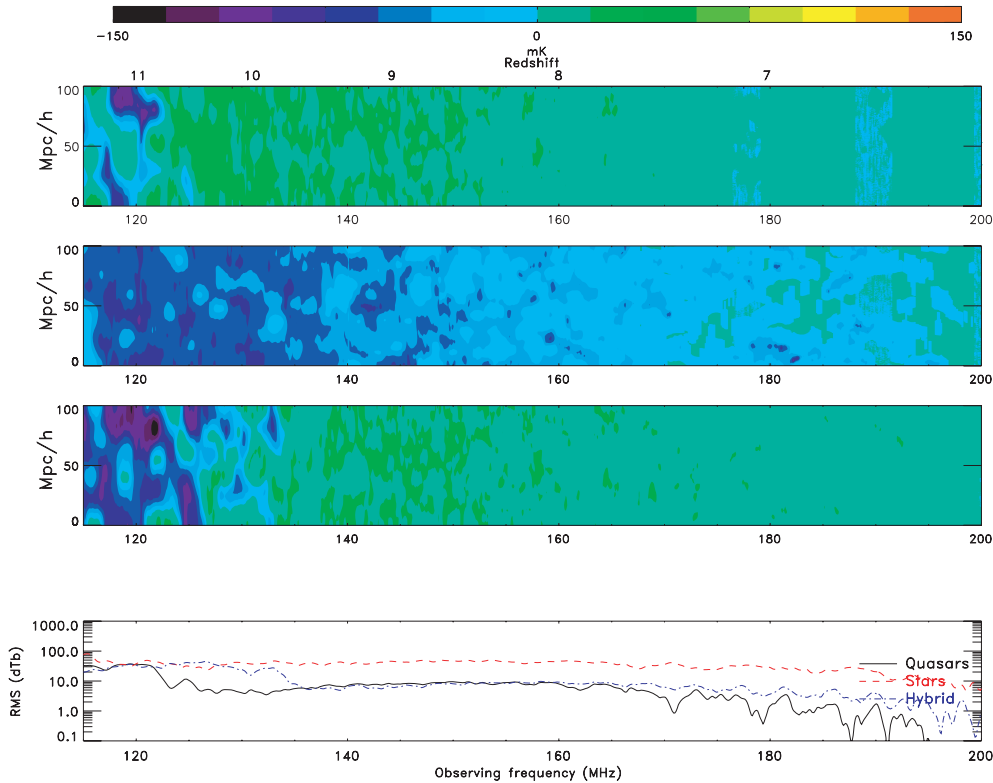 -150 0 150
mK
Redshift
11 10 9 8 7
100
50
0
Mpc/h
120 140 160 180 200
100
50
0
Mpc/h
120 140 160 180 200
100
50
0
Mpc/h
120 140 160 180 200
1000.0
100.0
10.0
1.0
0.1
RMS (dTb)
Quasars
Stars
Hybrid
120 140 160 180 200
Observing frequency (MHz)